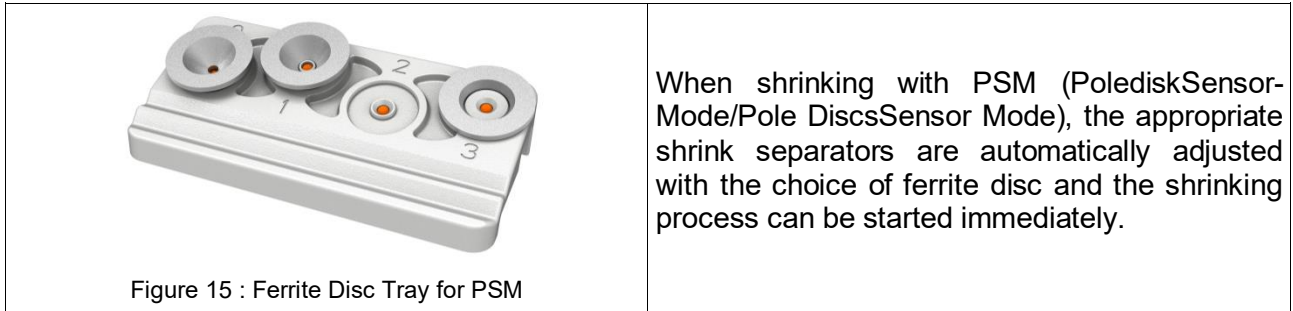 0
1
2
3
Figure 15 : Ferrite Disc Tray for PSM
When shrinking with PSM (PolediskSensor-
Mode/Pole DiscsSensor Mode), the appropriate
shrink separators are automatically adjusted
with the choice of ferrite disc and the shrinking
process can be started immediately.